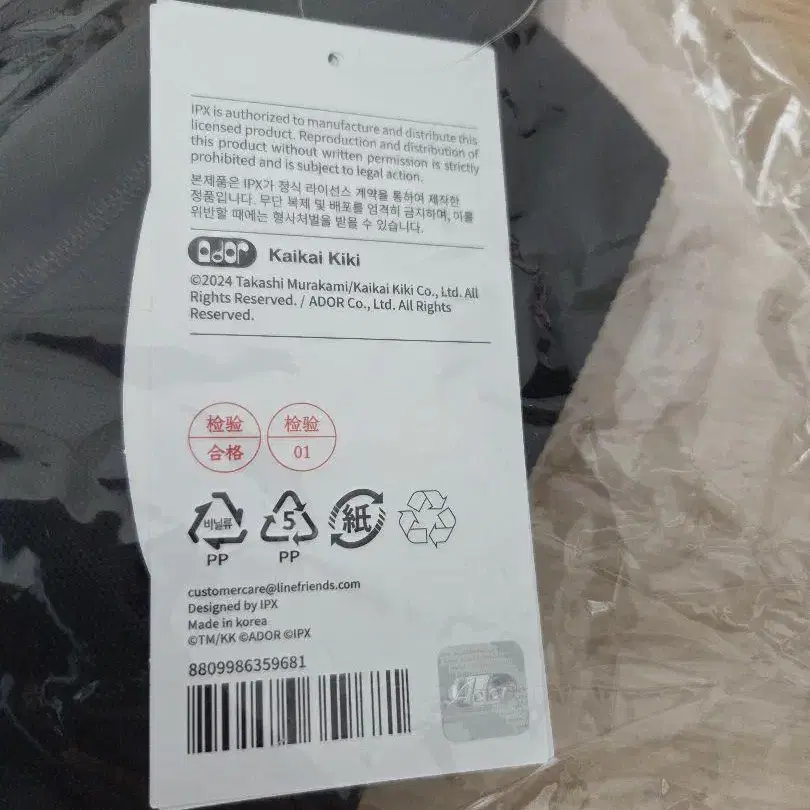 IPX is authorized to manufacture and distribute this
licensed product. Reproduction and distribution of
this product without written permission is strictly
prohibited and is subject to legal action.
본제품은 IPX가 정식 라이선스 계약을 통하여 제작한
정품입니다. 무단 복제 및 배포를 엄격히 금지하며, 이를
위반할 때에는 형사처벌을 받을 수 있습니다.
ador Kaikai Kiki
©2024 Takashi Murakami/Kaikai Kiki Co., Ltd. All
Rights Reserved. / ADOR Co., Ltd. All Rights
Reserved.
检验 检验
合格 01
비닐류 5 紙
PP PP
customercare@linefriends.com
Designed by IPX
Made in korea
©TM/KK ©ADOR ©IPX
8809986359681